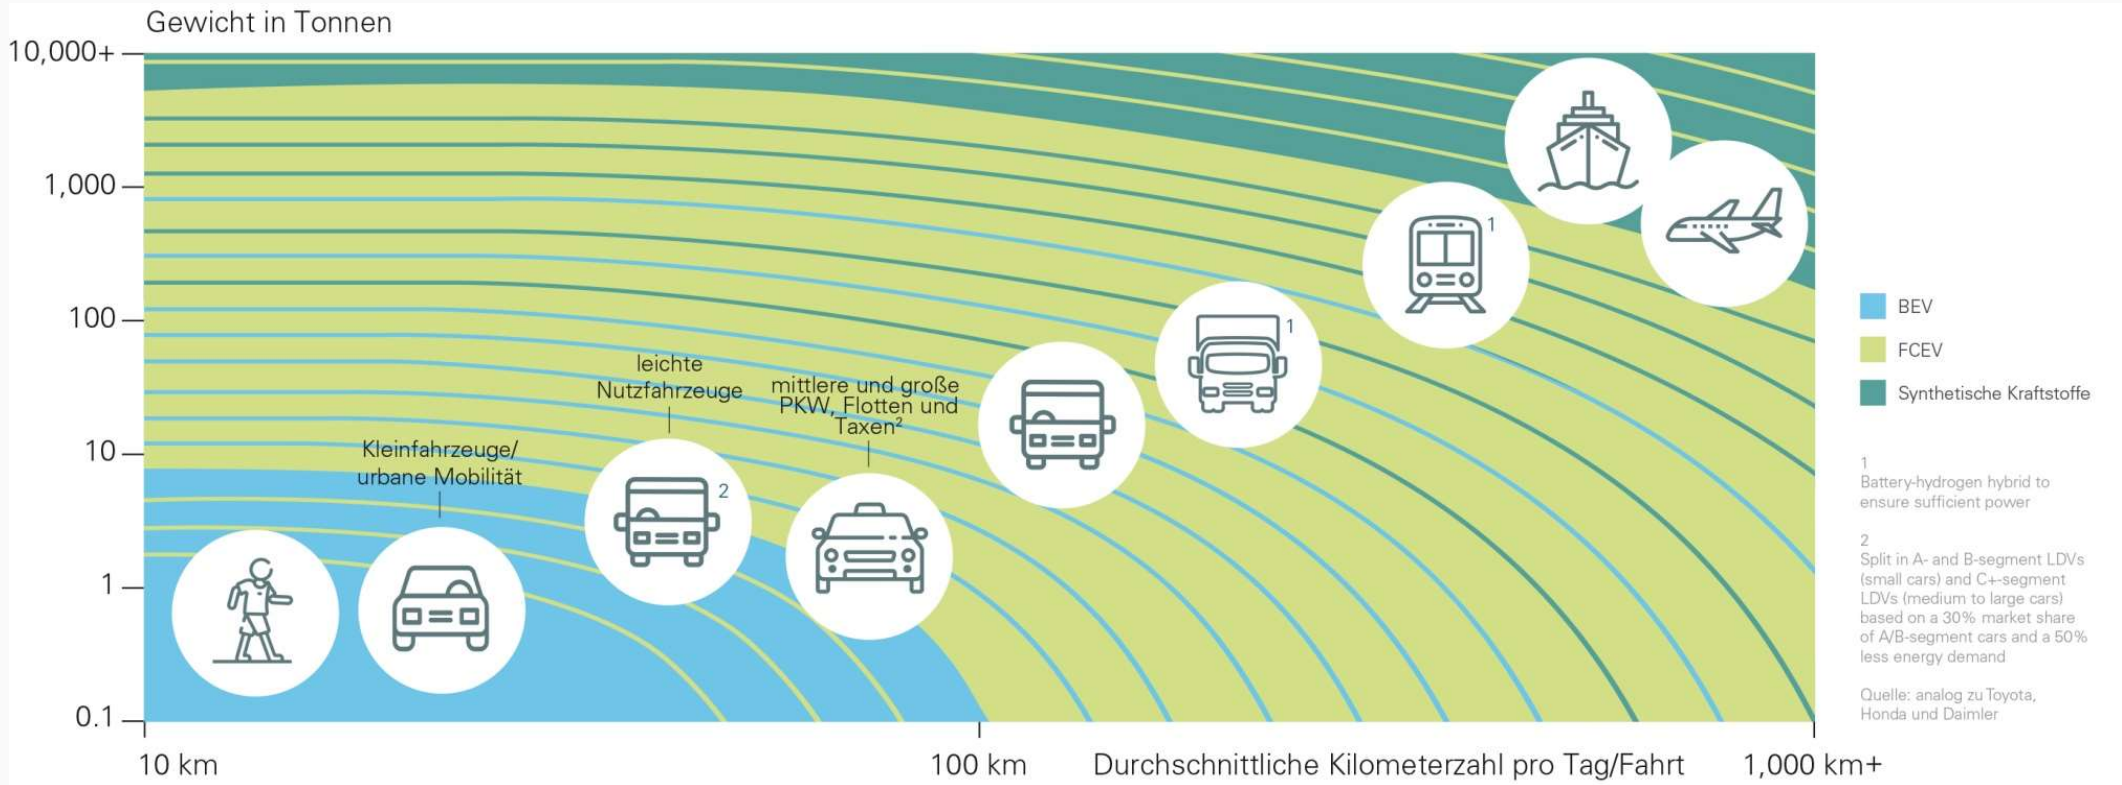 Gewicht in Tonnen
10,000+
1,000
100
10
1
0.1
10 km
100 km
Durchschnittliche Kilometerzahl pro Tag/Fahrt
1,000 km+
Kleinfahrzeuge/
urbane Mobilität
leichte
Nutzfahrzeuge
2
mittlere und große
PKW, Flotten und
Taxen²
1
1
BEV
FCEV
Synthetische Kraftstoffe
1
Battery-hydrogen hybrid to
ensure sufficient power
2
Split in A- and B-segment LDVs
(small cars) and C+-segment
LDVs (medium to large cars)
based on a 30% market share
of A/B-segment cars and a 50%
less energy demand
Quelle: analog zu Toyota,
Honda und Daimler